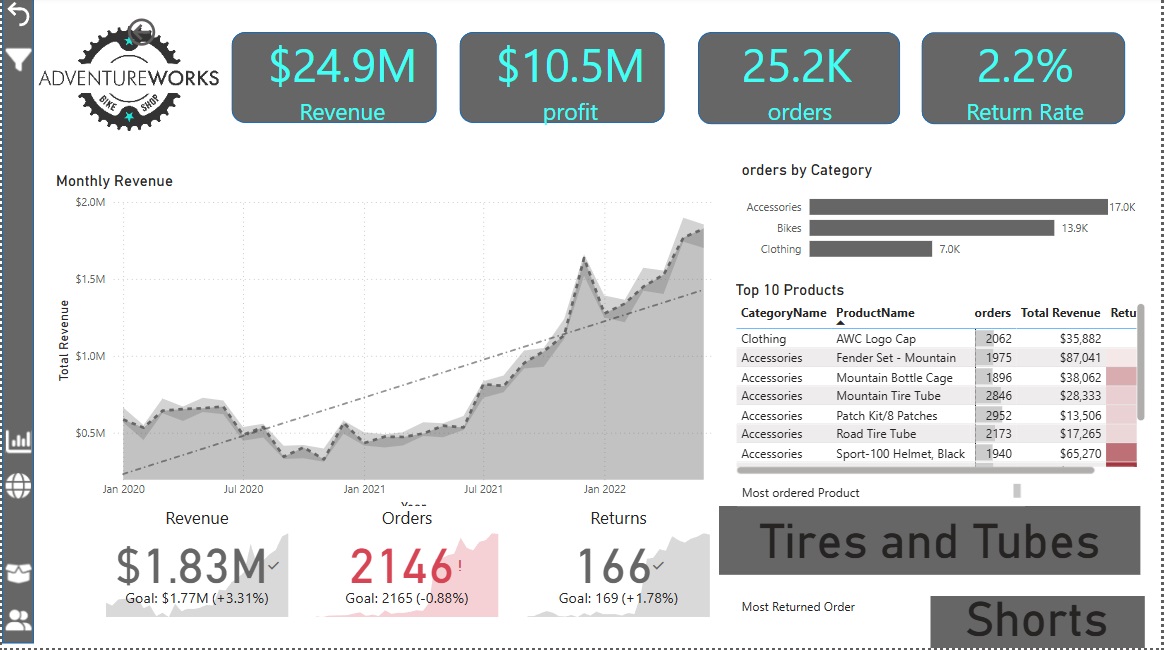 ADVENTUREWORKS
BIKE SHOP
$24.9M
Revenue
$10.5M
profit
25.2K
orders
2.2%
Return Rate
Monthly Revenue
Total Revenue
$2.0M
$1.5M
$1.0M
$0.5M
Jan 2020 Jul 2020 Jan 2021 Jul 2021 Jan 2022
orders by Category
Accessories 17.0K
Bikes 13.9K
Clothing 7.0K
Top 10 Products
CategoryName ProductName orders Total Revenue Retu
Clothing AWC Logo Cap 2062 $35,882
Accessories Fender Set - Mountain 1975 $87,041
Accessories Mountain Bottle Cage 1896 $38,062
Accessories Mountain Tire Tube 2846 $28,333
Accessories Patch Kit/8 Patches 2952 $13,506
Accessories Road Tire Tube 2173 $17,265
Accessories Sport-100 Helmet, Black 1940 $65,270
Revenue
$1.83M
Goal: $1.77M (+3.31%)
Orders
2146!
Goal: 2165 (-0.88%)
Returns
166
Goal: 169 (+1.78%)
Most ordered Product
Tires and Tubes
Most Returned Order
Shorts